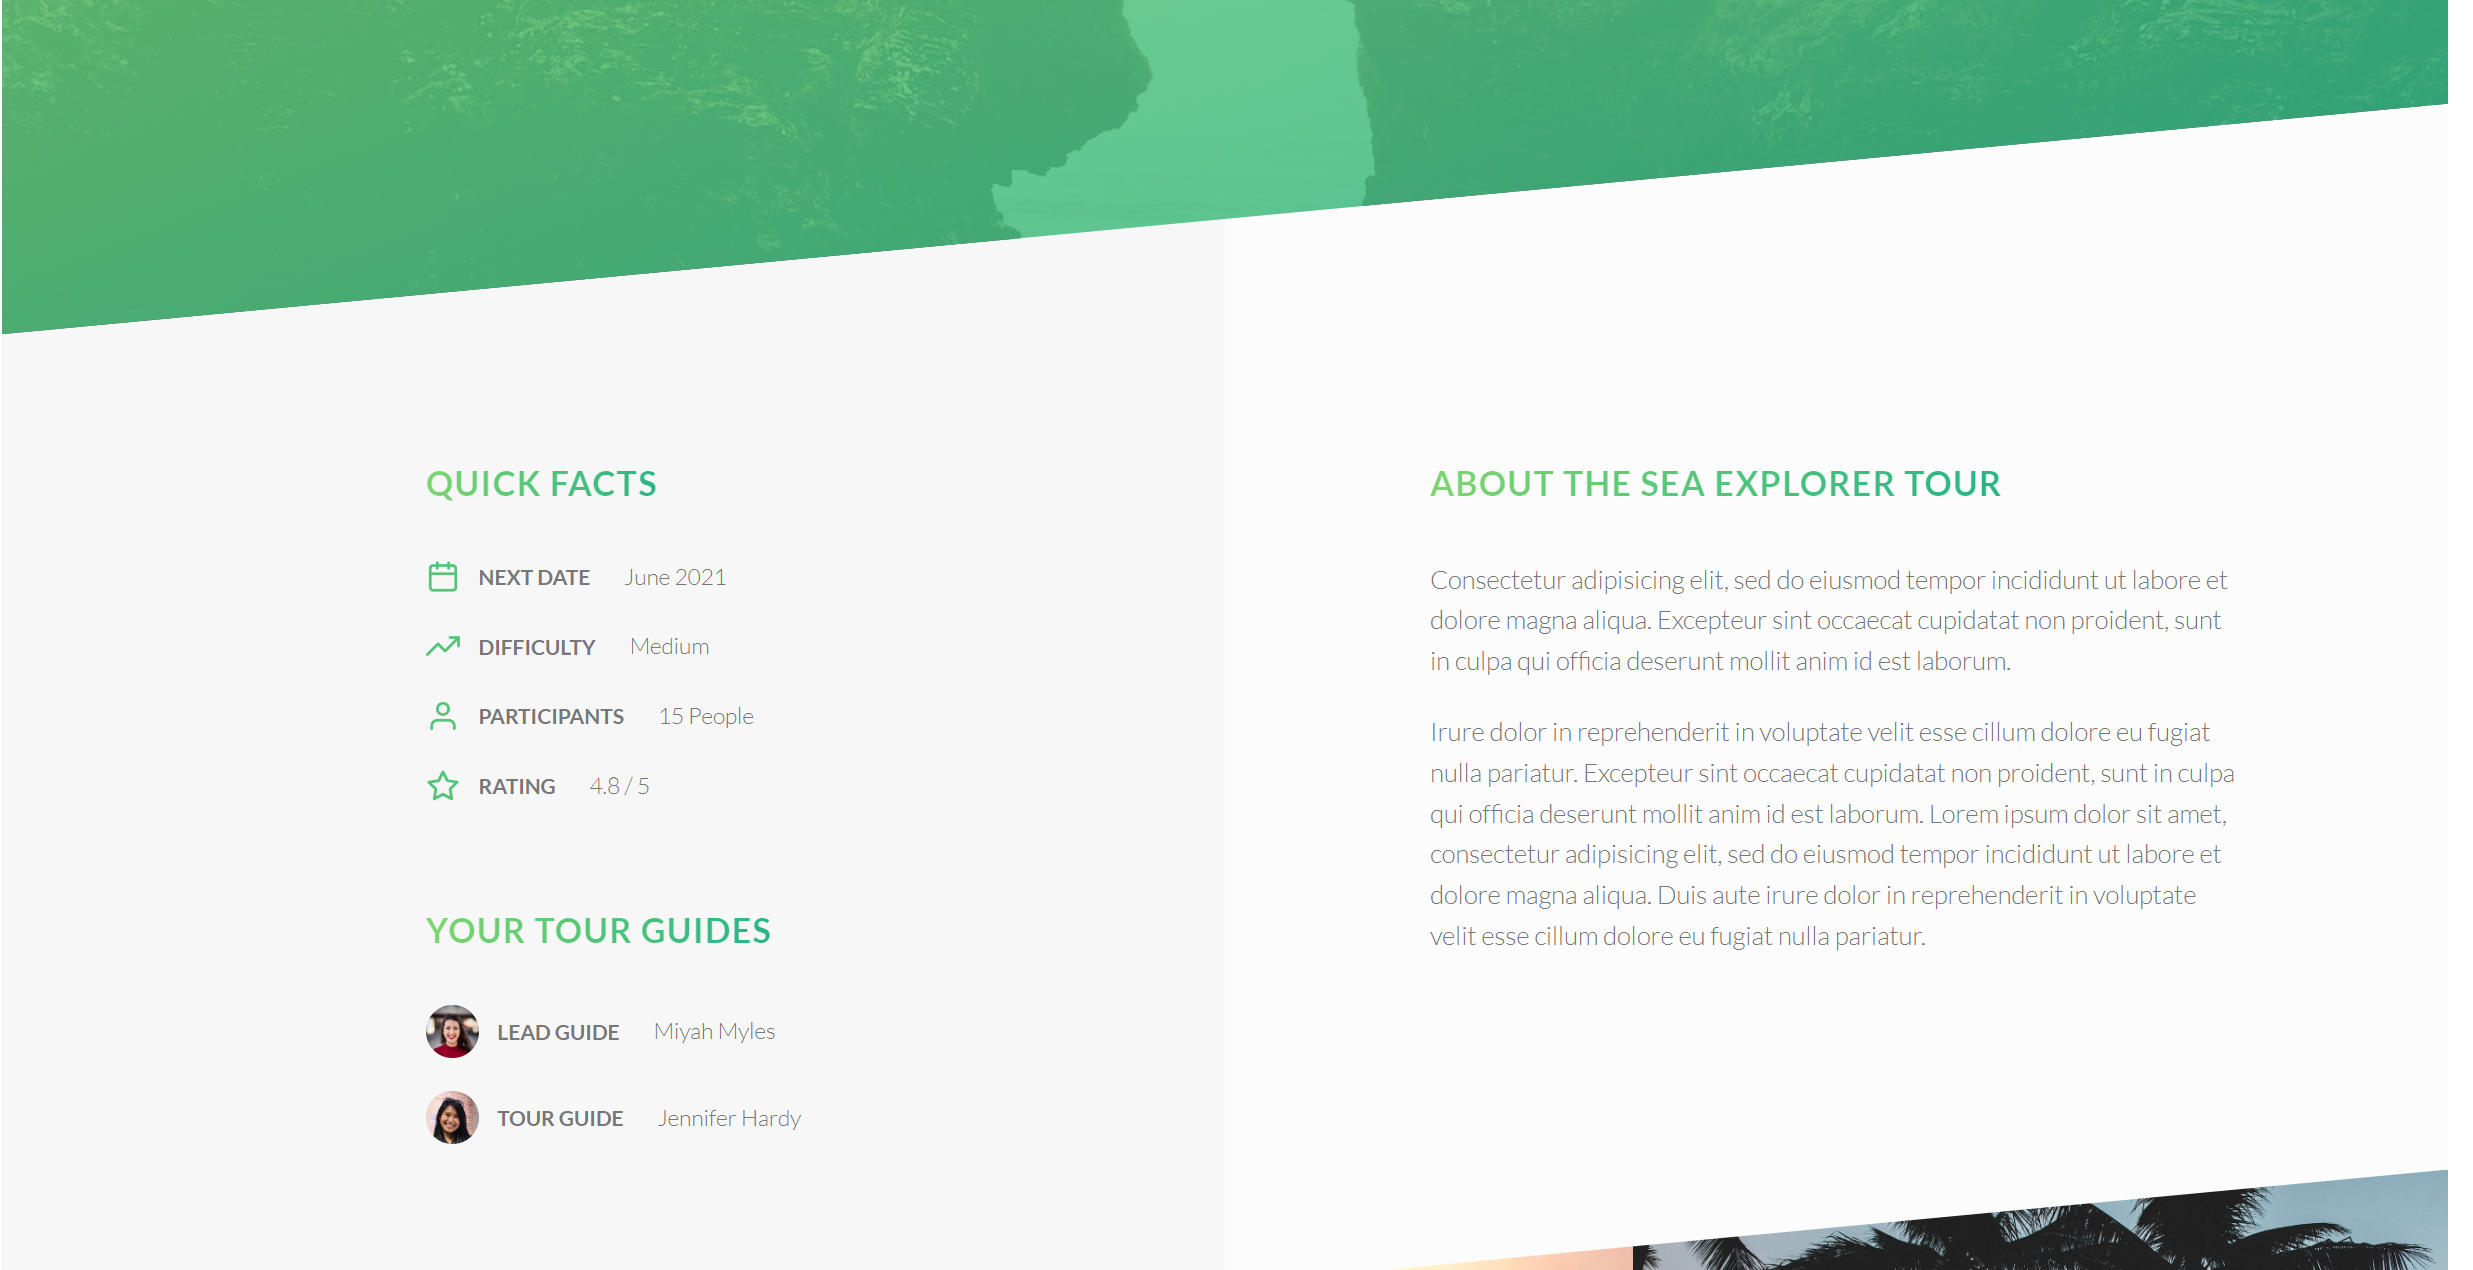 QUICK FACTS
NEXT DATE June 2021
DIFFICULTY Medium
PARTICIPANTS 15 People
RATING 4.8 / 5
YOUR TOUR GUIDES
LEAD GUIDE Miyah Myles
TOUR GUIDE Jennifer Hardy
ABOUT THE SEA EXPLORER TOUR
Consectetur adipisicing elit, sed do eiusmod tempor incididunt ut labore et
dolore magna aliqua. Excepteur sint occaecat cupidatat non proident, sunt
in culpa qui officia deserunt mollit anim id est laborum.
Irure dolor in reprehenderit in voluptate velit esse cillum dolore eu fugiat
nulla pariatur. Excepteur sint occaecat cupidatat non proident, sunt in culpa
qui officia deserunt mollit anim id est laborum. Lorem ipsum dolor sit amet,
consectetur adipisicing elit, sed do eiusmod tempor incididunt ut labore et
dolore magna aliqua. Duis aute irure dolor in reprehenderit in voluptate
velit esse cillum dolore eu fugiat nulla pariatur.